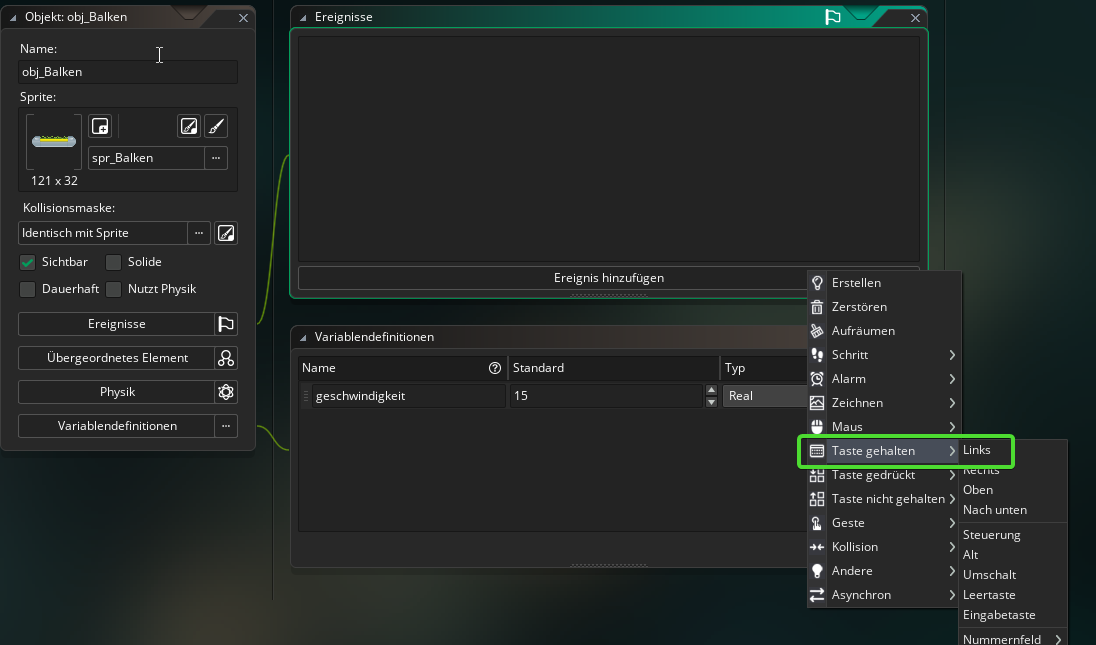 Objekt: obj_Balken
Name:
obj_Balken
Sprite:
spr_Balken
...
121 x 32
Kollisionsmaske:
Identisch mit Sprite
...
Sichtbar
Solide
Dauerhaft
Nutzt Physik
Ereignisse
Übergeordnetes Element
Physik
Variablendefinitionen
...
Ereignisse
Ereignis hinzufügen
Variablendefinitionen
Name
Standard
Typ
geschwindigkeit
15
Real
Erstellen
Zerstören
Aufräumen
Schritt
Alarm
Zeichnen
Maus
Taste gehalten
Taste gedrückt
Taste nicht gehalten
Geste
Kollision
Andere
Asynchron
Links
Rechts
Oben
Nach unten
Steuerung
Alt
Umschalt
Leertaste
Eingabetaste
Nummernfeld